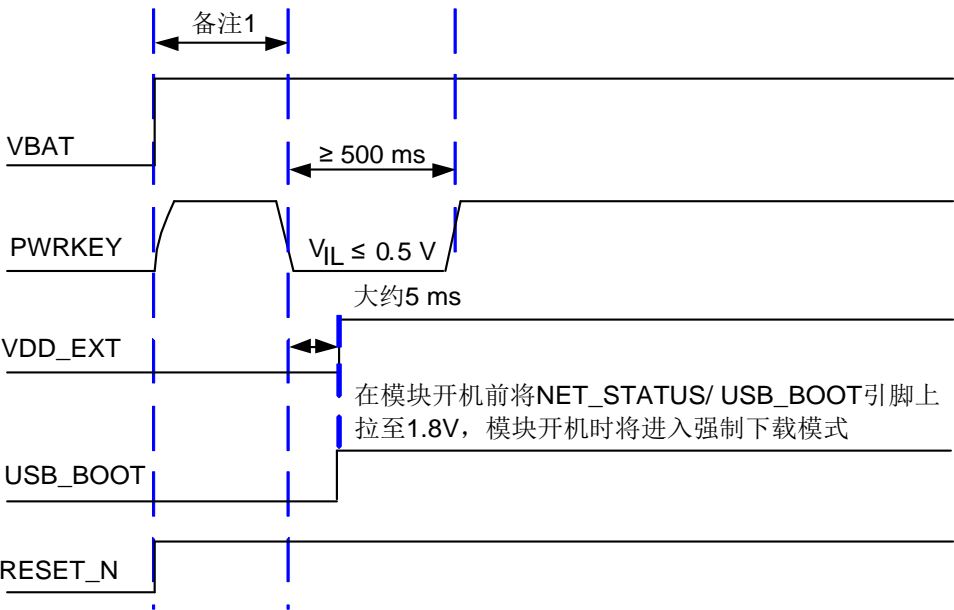 备注1
VBAT
≥ 500 ms
PWRKEY
VIL ≤ 0.5 V
大约5 ms
VDD_EXT
在模块开机前将NET_STATUS/ USB_BOOT引脚上
拉至1.8V，模块开机时将进入强制下载模式
USB_BOOT
RESET_N